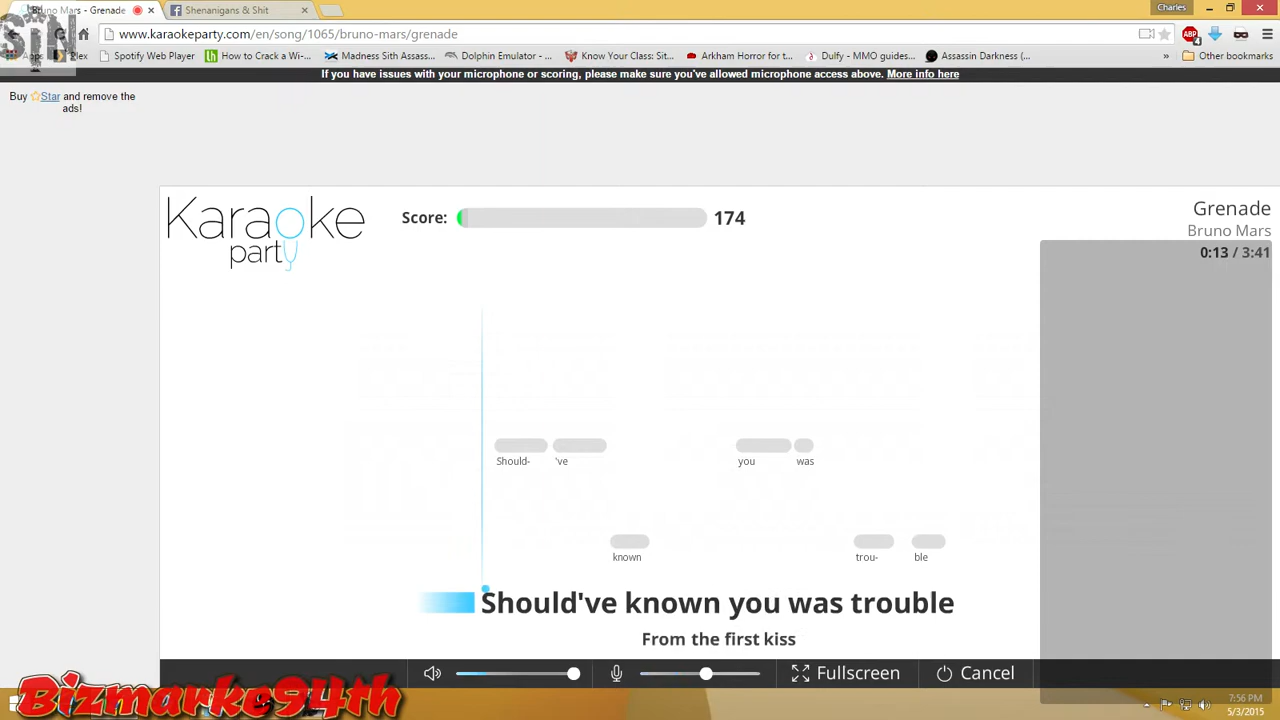 Bruno Mars - Grenade
Shenanigans & Shit
Charles
www.karaokeparty.com/en/song/1065/bruno-mars/grenade
ABP
4
STN
Apps
Plex
Spotify Web Player
How to Crack a Wi-...
Madness Sith Assass...
Dolphin Emulator - ...
Know Your Class: Sit...
Arkham Horror for t...
Dulfy - MMO guides...
Assassin Darkness (...
»
Other bookmarks
If you have issues with your microphone or scoring, please make sure you've allowed microphone access above. More info here
Buy Star and remove the
ads!
Karaoke
party
Score:
174
Grenade
Bruno Mars
0:13 / 3:41
Should-
've
you
was
known
trou-
ble
Should've known you was trouble
From the first kiss
Fullscreen
Cancel
Bizmarke94th
7:56 PM
5/3/2015